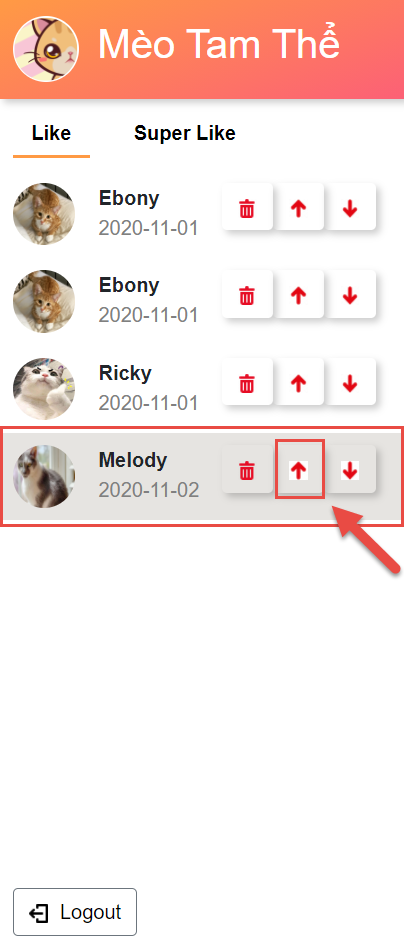 Mèo Tam Thể
Like Super Like
Ebony
2020-11-01
Ebony
2020-11-01
Ricky
2020-11-01
Melody
2020-11-02
Logout